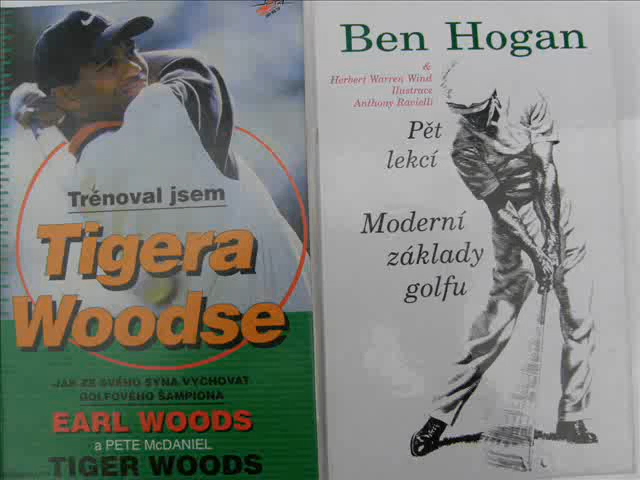 Trénoval jsem
Tigera
Woodse
JAK ZE SVÉHO SYNA VYCHOVAT
GOLFOVÉHO ŠAMPIONA
EARL WOODS
a PETE McDANIEL
TIGER WOODS
Ben Hogan
&
Herbert Warren Wind
Ilustrace
Anthony Ravielli
Pět
lekcí
Moderní
základy
golfu